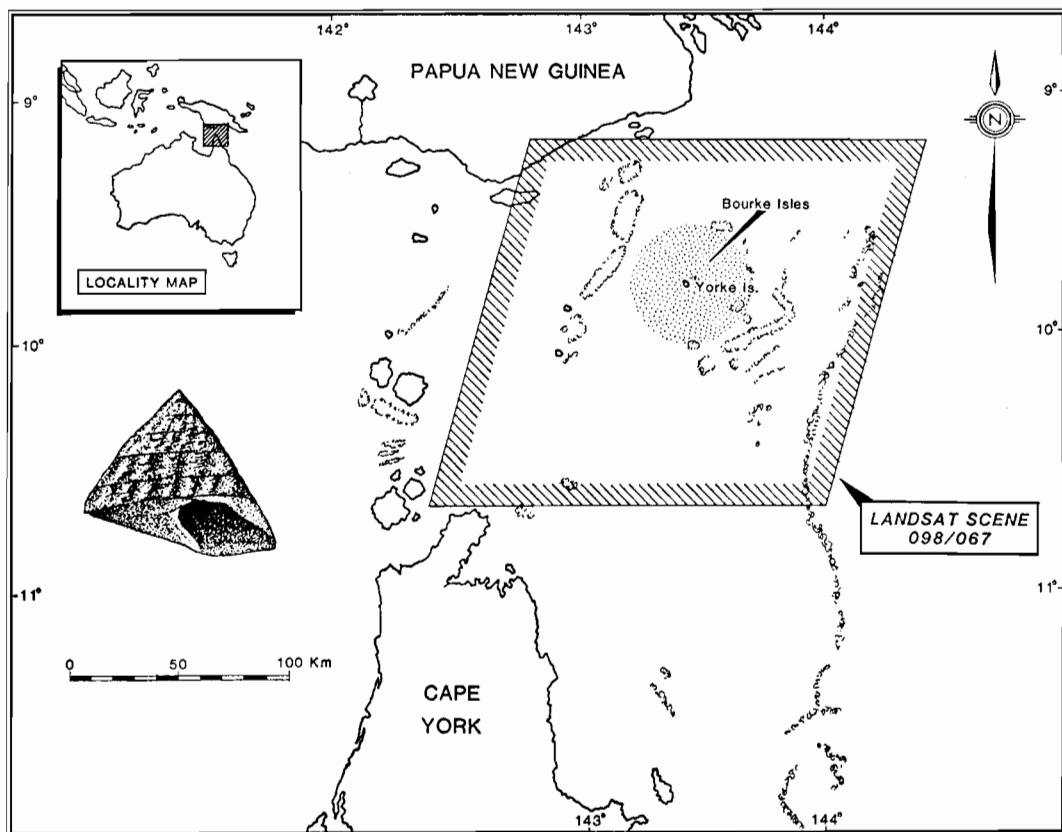 142°
143°
144°
PAPUA NEW GUINEA
9°
9°
N
Bourke Isles
LOCALITY MAP
Yorke Is.
10°
10°
LANDSAT SCENE
098/067
11°
11°
0 50 100 Km
CAPE
YORK
143°
144°